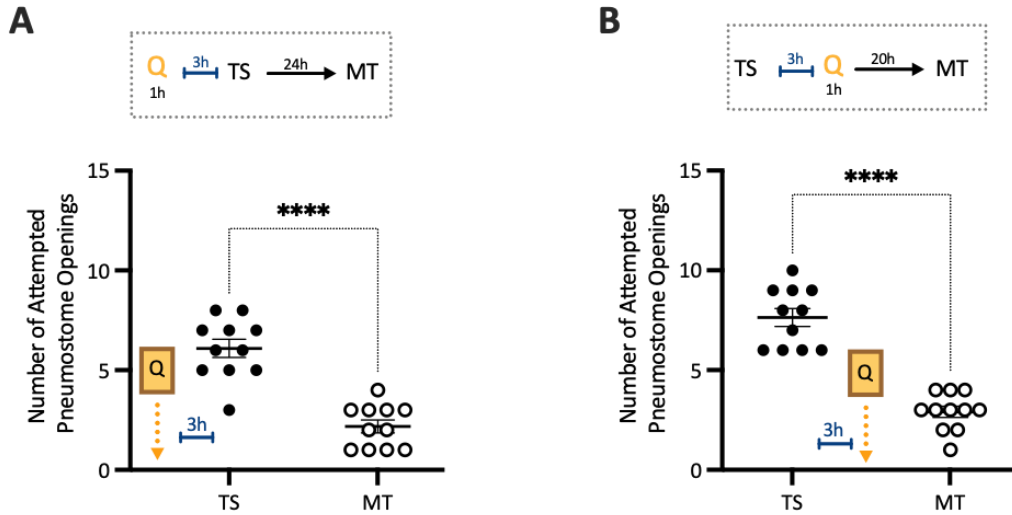 A
Q 3h TS 24h MT
1h
Number of Attempted
Pneumostome Openings
15
10
5
0
****
Q
3h
TS MT
B
TS 3h Q 20h MT
1h
Number of Attempted
Pneumostome Openings
15
10
5
0
****
Q
3h
TS MT